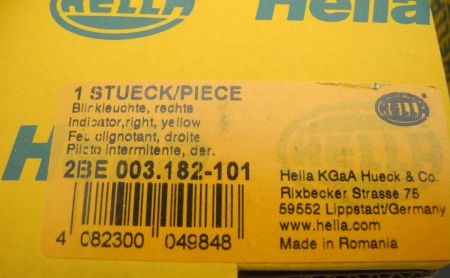 HELLA
Hella
1 STUECK/PIECE
Blinkleuchte, rechts
Indicator,right, yellow
Feu clignotant, droite
Piloto intermitente, der.
2BE 003.182-101
4 082300 049848
HELLA
Hella KGaA Hueck & Co.
Rixbecker Strasse 75
59552 Lippstadt/Germany
www.hella.com
Made in Romania
H